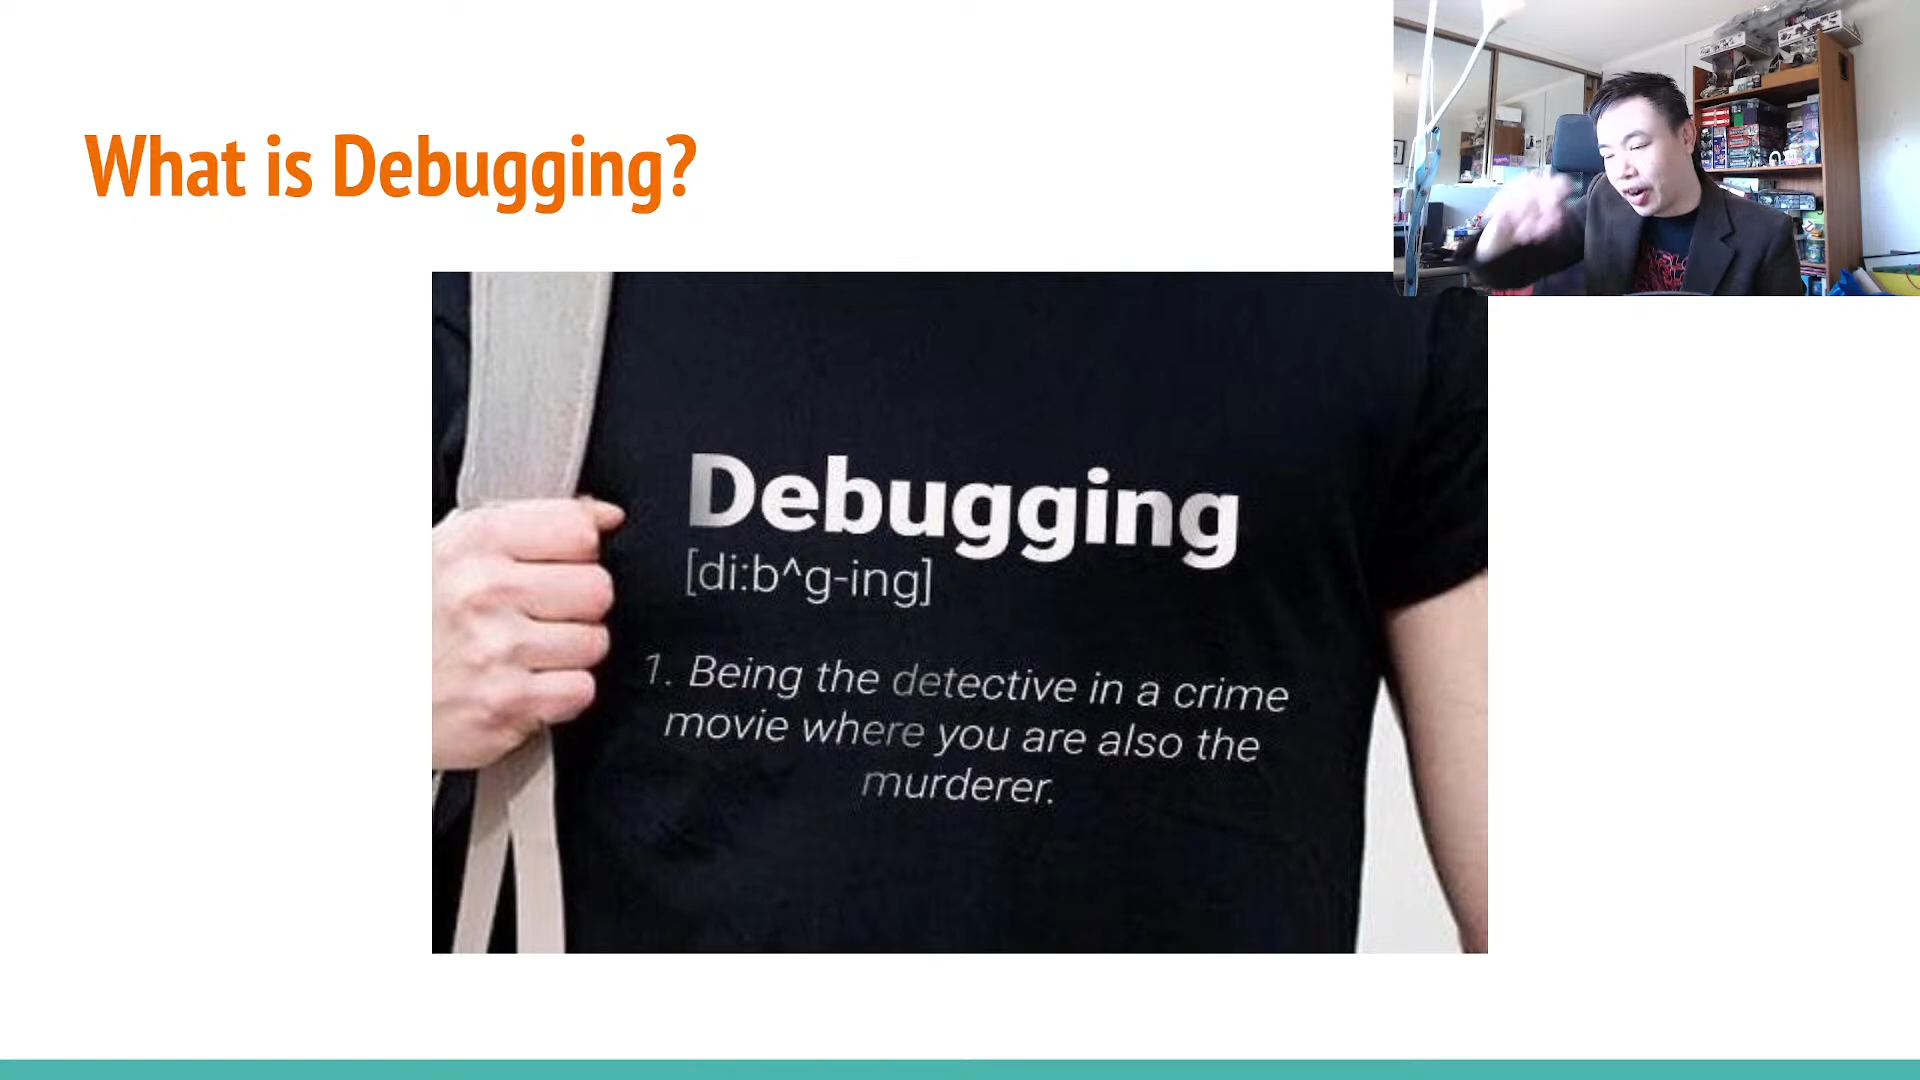 What is Debugging?
Debugging
[di:b^g-ing]
1. Being the detective in a crime
movie where you are also the
murderer.